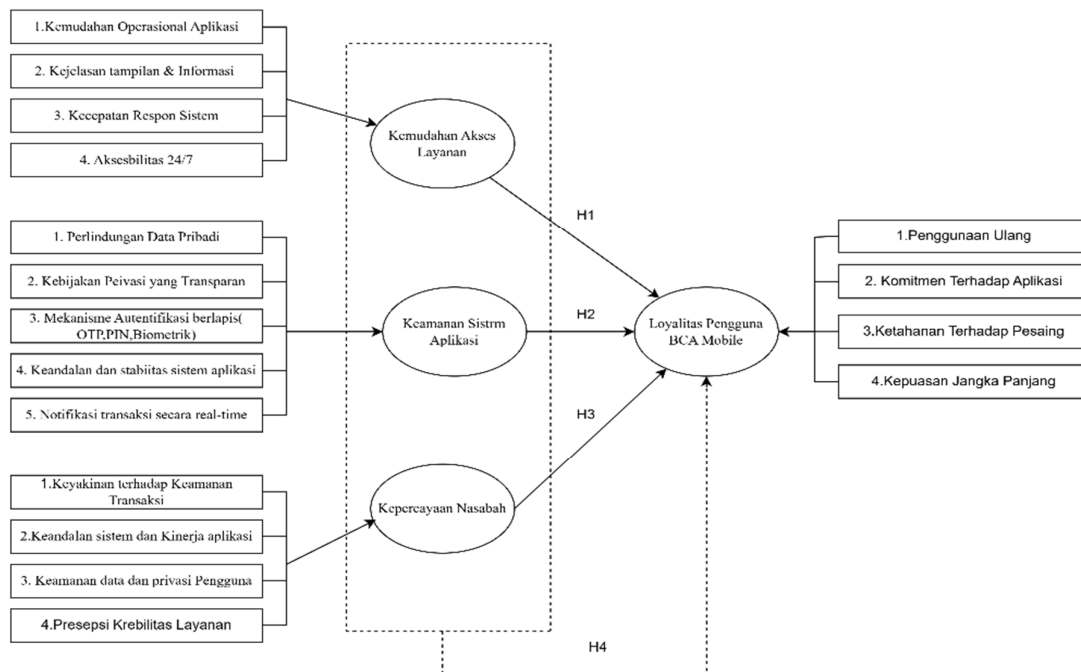 1.Kemudahan Operasional Aplikasi
2. Kejelasan tampilan & Informasi
3. Kecepatan Respon Sistem
4. Aksesbilitas 24/7
Kemudahan Akses
Layanan
H1
1. Perlindungan Data Pribadi
2. Kebijakan Peivasi yang Transparan
3. Mekanisme Autentifikasi berlapis(
OTP,PIN,Biometrik)
4. Keandalan dan stabiitas sistem aplikasi
5. Notifikasi transaksi secara real-time
Keamanan Sistrm
Aplikasi
H2
Loyalitas Pengguna
BCA Mobile
1.Penggunaan Ulang
2. Komitmen Terhadap Aplikasi
3.Ketahanan Terhadap Pesaing
4.Kepuasan Jangka Panjang
H3
1.Keyakinan terhadap Keamanan
Transaksi
2.Keandalan sistem dan Kinerja aplikasi
3. Keamanan data dan privasi Pengguna
4.Presepsi Krebilitas Layanan
Kepercayaan Nasabah
H4